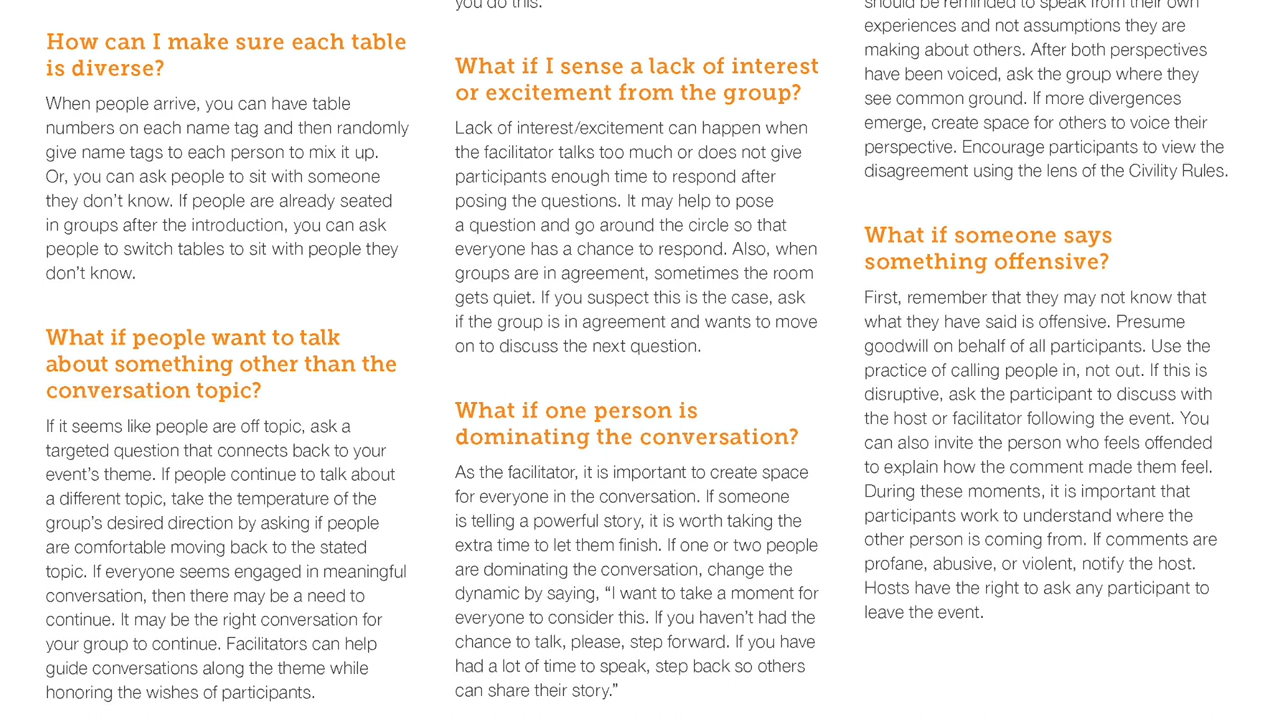 How can I make sure each table
is diverse?
When people arrive, you can have table
numbers on each name tag and then randomly
give name tags to each person to mix it up.
Or, you can ask people to sit with someone
they don’t know. If people are already seated
in groups after the introduction, you can ask
people to switch tables to sit with people they
don’t know.
What if people want to talk
about something other than the
conversation topic?
If it seems like people are off topic, ask a
targeted question that connects back to your
event’s theme. If people continue to talk about
a different topic, take the temperature of the
group’s desired direction by asking if people
are comfortable moving back to the stated
topic. If everyone seems engaged in meaningful
conversation, then there may be a need to
continue. It may be the right conversation for
your group to continue. Facilitators can help
guide conversations along the theme while
honoring the wishes of participants.
you do this.
What if I sense a lack of interest
or excitement from the group?
Lack of interest/excitement can happen when
the facilitator talks too much or does not give
participants enough time to respond after
posing the questions. It may help to pose
a question and go around the circle so that
everyone has a chance to respond. Also, when
groups are in agreement, sometimes the room
gets quiet. If you suspect this is the case, ask
if the group is in agreement and wants to move
on to discuss the next question.
What if one person is
dominating the conversation?
As the facilitator, it is important to create space
for everyone in the conversation. If someone
is telling a powerful story, it is worth taking the
extra time to let them finish. If one or two people
are dominating the conversation, change the
dynamic by saying, “I want to take a moment for
everyone to consider this. If you haven’t had the
chance to talk, please, step forward. If you have
had a lot of time to speak, step back so others
can share their story.”
should be reminded to speak from their own
experiences and not assumptions they are
making about others. After both perspectives
have been voiced, ask the group where they
see common ground. If more divergences
emerge, create space for others to voice their
perspective. Encourage participants to view the
disagreement using the lens of the Civility Rules.
What if someone says
something offensive?
First, remember that they may not know that
what they have said is offensive. Presume
goodwill on behalf of all participants. Use the
practice of calling people in, not out. If this is
disruptive, ask the participant to discuss with
the host or facilitator following the event. You
can also invite the person who feels offended
to explain how the comment made them feel.
During these moments, it is important that
participants work to understand where the
other person is coming from. If comments are
profane, abusive, or violent, notify the host.
Hosts have the right to ask any participant to
leave the event.